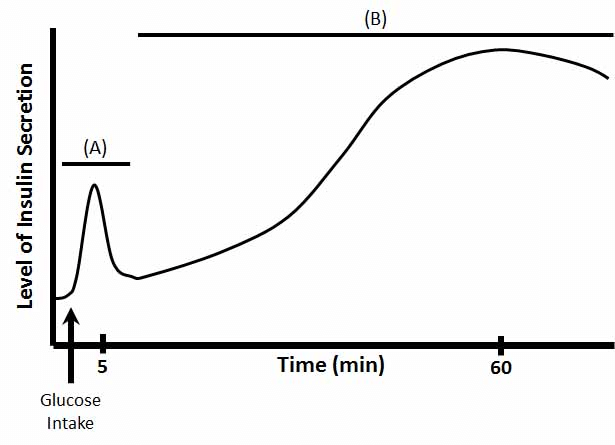 (B)
(A)
Level of Insulin Secretion
5
Time (min)
60
Glucose
Intake